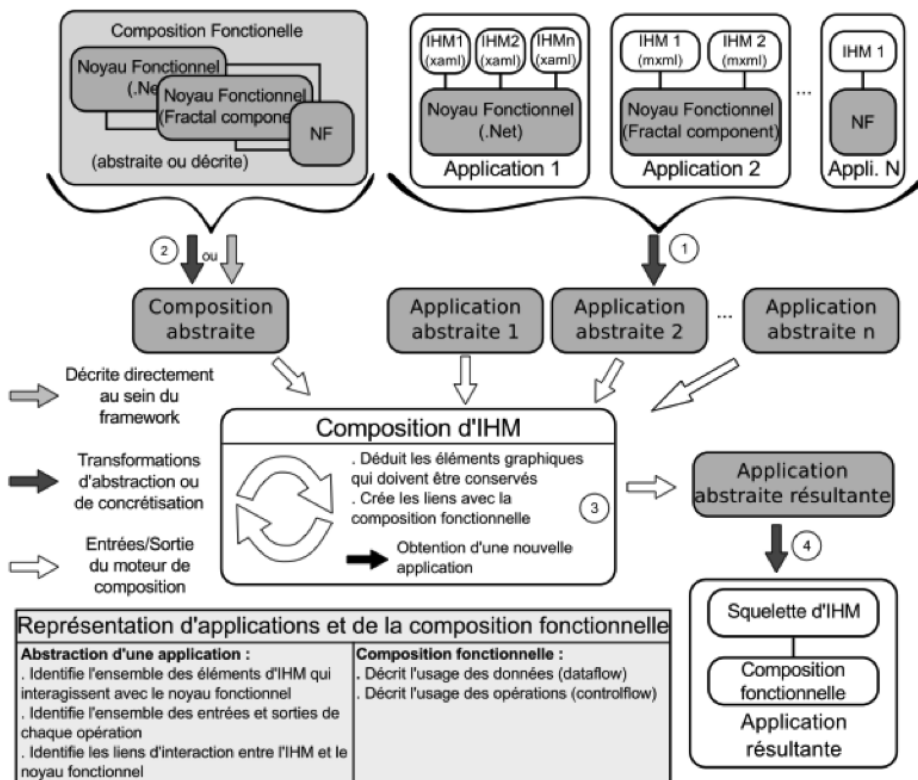 Composition Fonctionelle
Noyau Fonctionnel
(.Ne
Noyau Fonctionnel
(Fractal compone
NF
(abstraite ou décrite)
IHM1
(xaml)
IHM2
(xaml)
IHMn
(xaml)
Noyau Fonctionnel
(.Net)
Application 1
IHM 1
(mxml)
IHM 2
(mxml)
Noyau Fonctionnel
(Fractal component)
Application 2
...
IHM 1
NF
Appli. N
2
ou
1
Composition
abstraite
Application
abstraite 1
Application
abstraite 2
...
Application
abstraite n
Décrite directement
au sein du
framework
Transformations
d'abstraction ou
de concrétisation
Entrées/Sortie
du moteur de
composition
Composition d'IHM
. Déduit les éléments graphiques
qui doivent être conservés
. Crée les liens avec la
composition fonctionnelle
3
Obtention d'une nouvelle
application
Application
abstraite résultante
4
Squelette d'IHM
Composition
fonctionnelle
Application
résultante
Représentation d'applications et de la composition fonctionnelle
Abstraction d'une application :
. Identifie l'ensemble des éléments d'IHM qui
interagissent avec le noyau fonctionnel
. Identifie l'ensemble des entrées et sorties de
chaque opération
. Identifie les liens d'interaction entre l'IHM et le
noyau fonctionnel
Composition fonctionnelle :
. Décrit l'usage des données (dataflow)
. Décrit l'usage des opérations (controlflow)